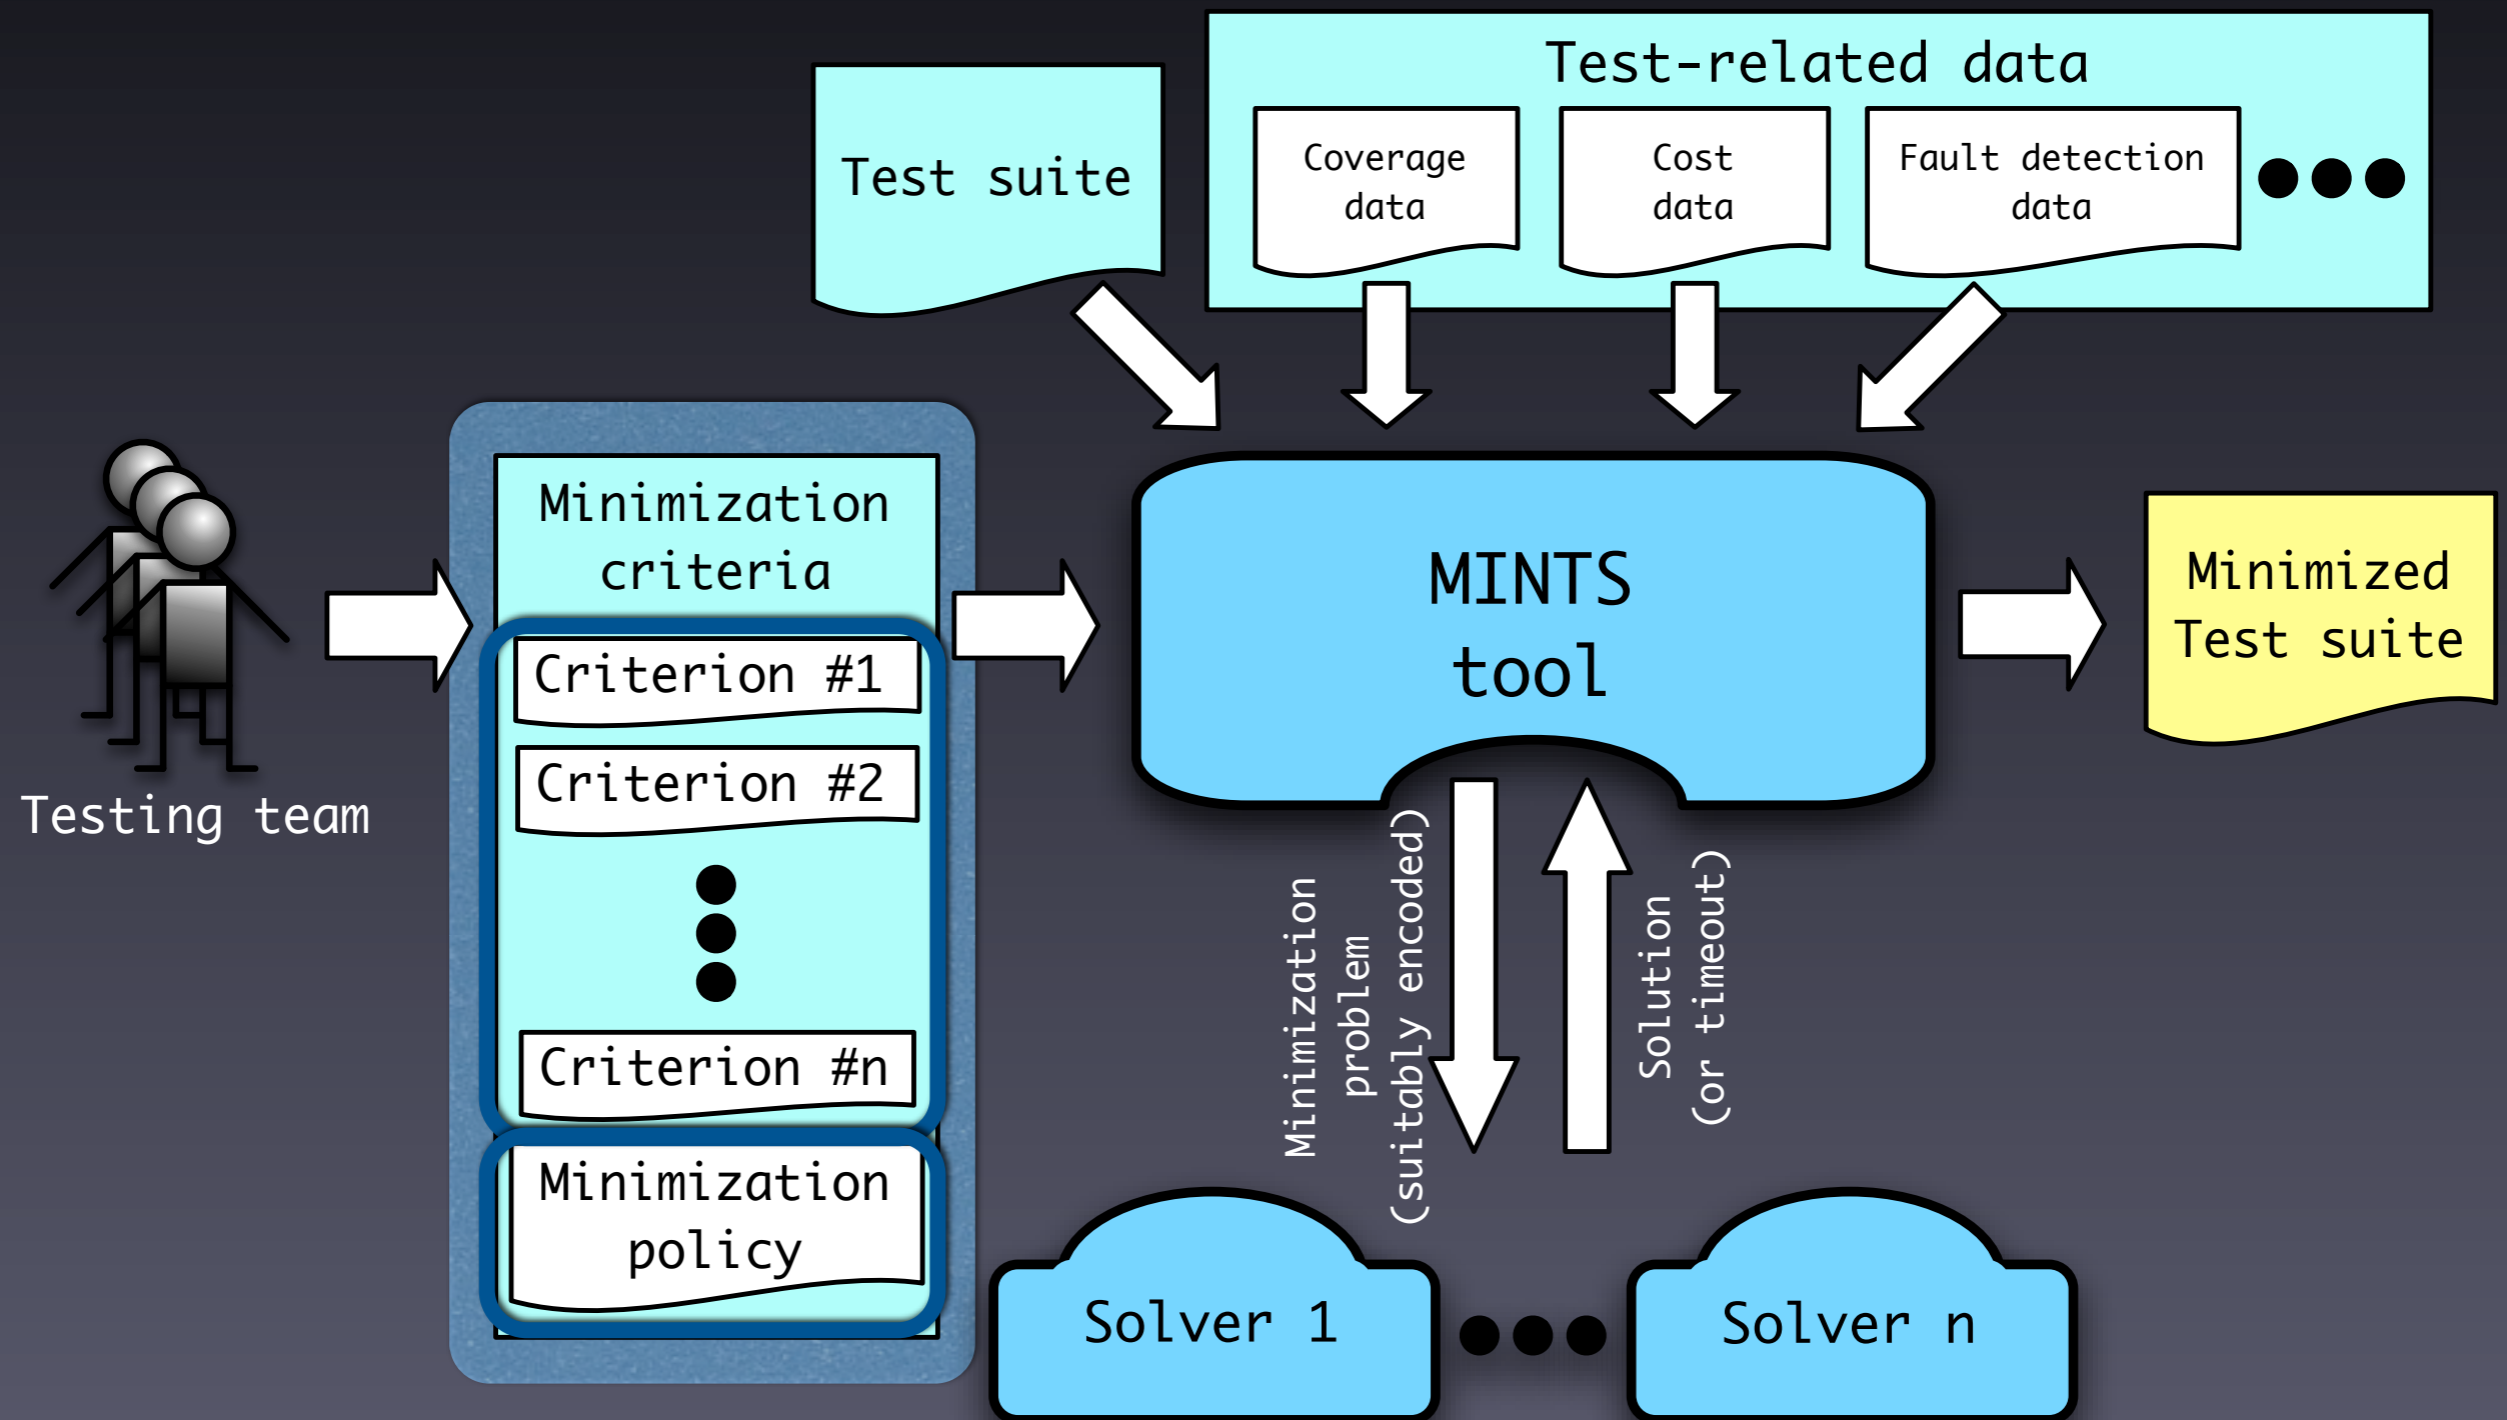 Test-related data
Test suite
Coverage
data
Cost
data
Fault detection
data
Minimization
criteria
Criterion #1
Criterion #2
Criterion #n
Minimization
policy
Testing team
MINTS
tool
Minimized
Test suite
Minimization
problem
(suitably encoded)
Solution
(or timeout)
Solver 1
Solver n